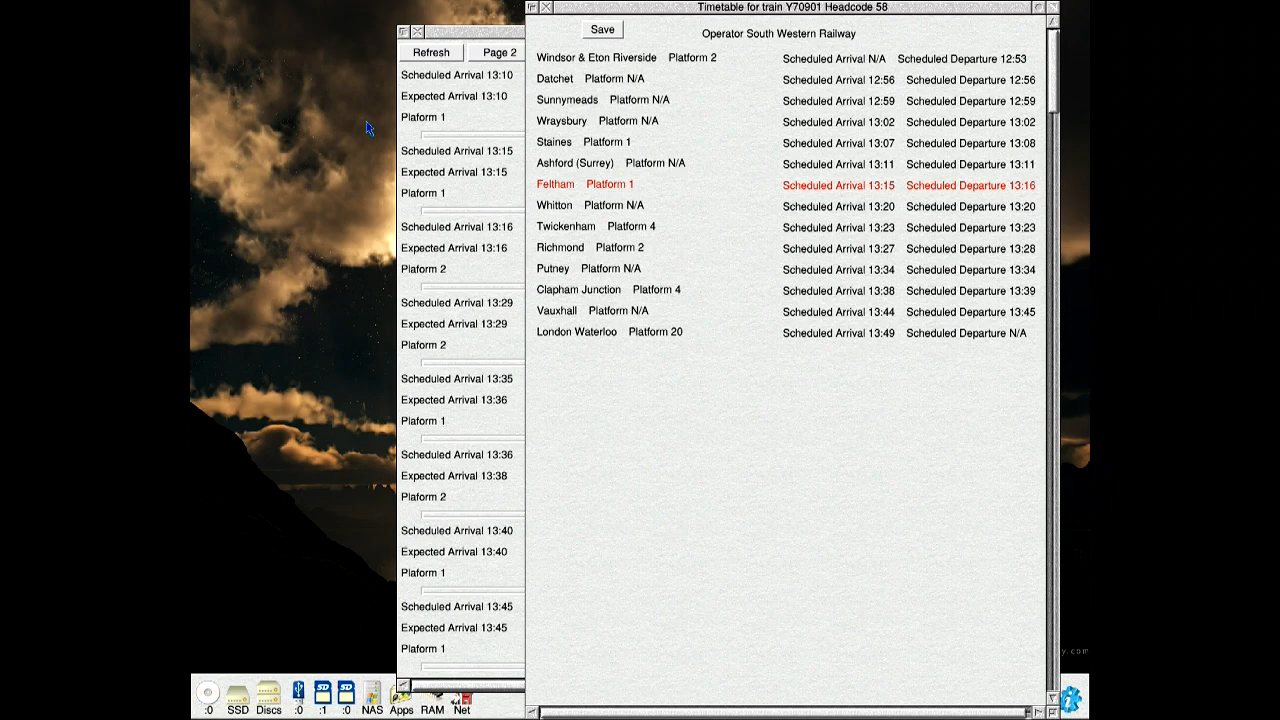 Timetable for train Y70901 Headcode 58
Save
Operator South Western Railway
Windsor & Eton Riverside Platform 2 Scheduled Arrival N/A Scheduled Departure 12:53
Datchet Platform N/A Scheduled Arrival 12:56 Scheduled Departure 12:56
Sunnymeads Platform N/A Scheduled Arrival 12:59 Scheduled Departure 12:59
Wraysbury Platform N/A Scheduled Arrival 13:02 Scheduled Departure 13:02
Staines Platform 1 Scheduled Arrival 13:07 Scheduled Departure 13:08
Ashford (Surrey) Platform N/A Scheduled Arrival 13:11 Scheduled Departure 13:11
Feltham Platform 1 Scheduled Arrival 13:15 Scheduled Departure 13:16
Whitton Platform N/A Scheduled Arrival 13:20 Scheduled Departure 13:20
Twickenham Platform 4 Scheduled Arrival 13:23 Scheduled Departure 13:23
Richmond Platform 2 Scheduled Arrival 13:27 Scheduled Departure 13:28
Putney Platform N/A Scheduled Arrival 13:34 Scheduled Departure 13:34
Clapham Junction Platform 4 Scheduled Arrival 13:38 Scheduled Departure 13:39
Vauxhall Platform N/A Scheduled Arrival 13:44 Scheduled Departure 13:45
London Waterloo Platform 20 Scheduled Arrival 13:49 Scheduled Departure N/A
Refresh Page 2
Scheduled Arrival 13:10
Expected Arrival 13:10
Plaform 1
Scheduled Arrival 13:15
Expected Arrival 13:15
Plaform 1
Scheduled Arrival 13:16
Expected Arrival 13:16
Plaform 2
Scheduled Arrival 13:29
Expected Arrival 13:29
Plaform 2
Scheduled Arrival 13:35
Expected Arrival 13:36
Plaform 1
Scheduled Arrival 13:36
Expected Arrival 13:38
Plaform 2
Scheduled Arrival 13:40
Expected Arrival 13:40
Plaform 1
Scheduled Arrival 13:45
Expected Arrival 13:45
Plaform 1
y.com
:0 SSD Discs :0 :1 :0 NAS Apps RAM Net